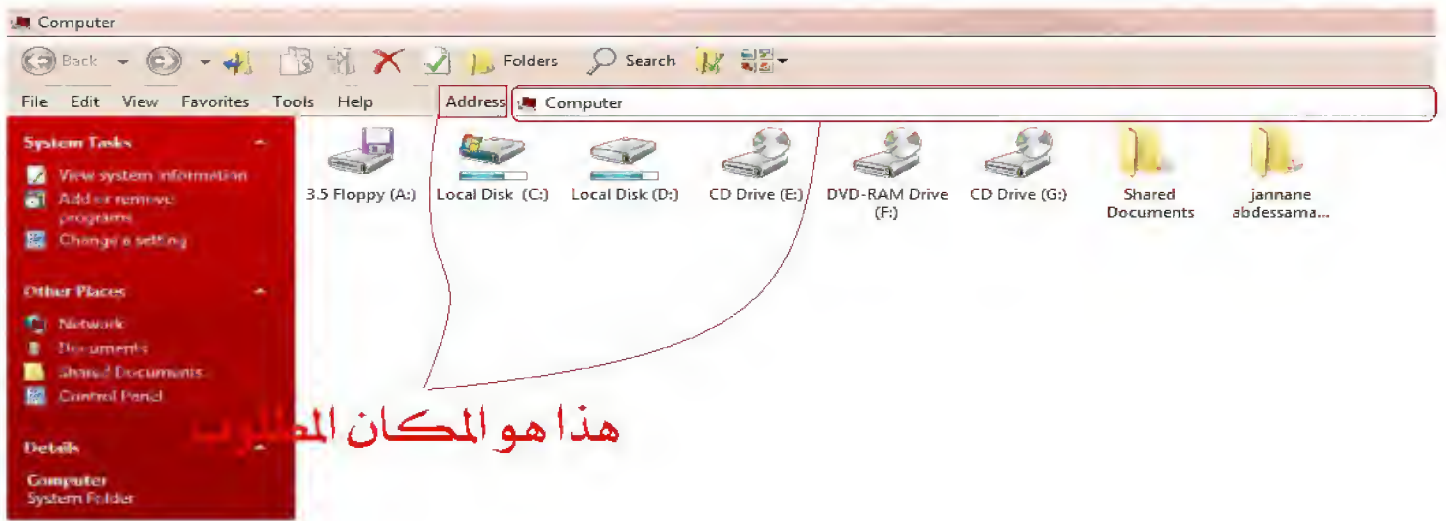 Computer
Back Folders Search
File Edit View Favorites Tools Help Address Computer
System Tasks
View system information
Add or remove
programs
Change a setting
Other Places
Network
Documents
Shared Documents
Control Panel
Details
Computer
System Folder
3.5 Floppy (A:) Local Disk (C:) Local Disk (D:) CD Drive (E:) DVD-RAM Drive (F:) CD Drive (G:) Shared Documents jannane abdessama...
هذا هو المكان المطلوب